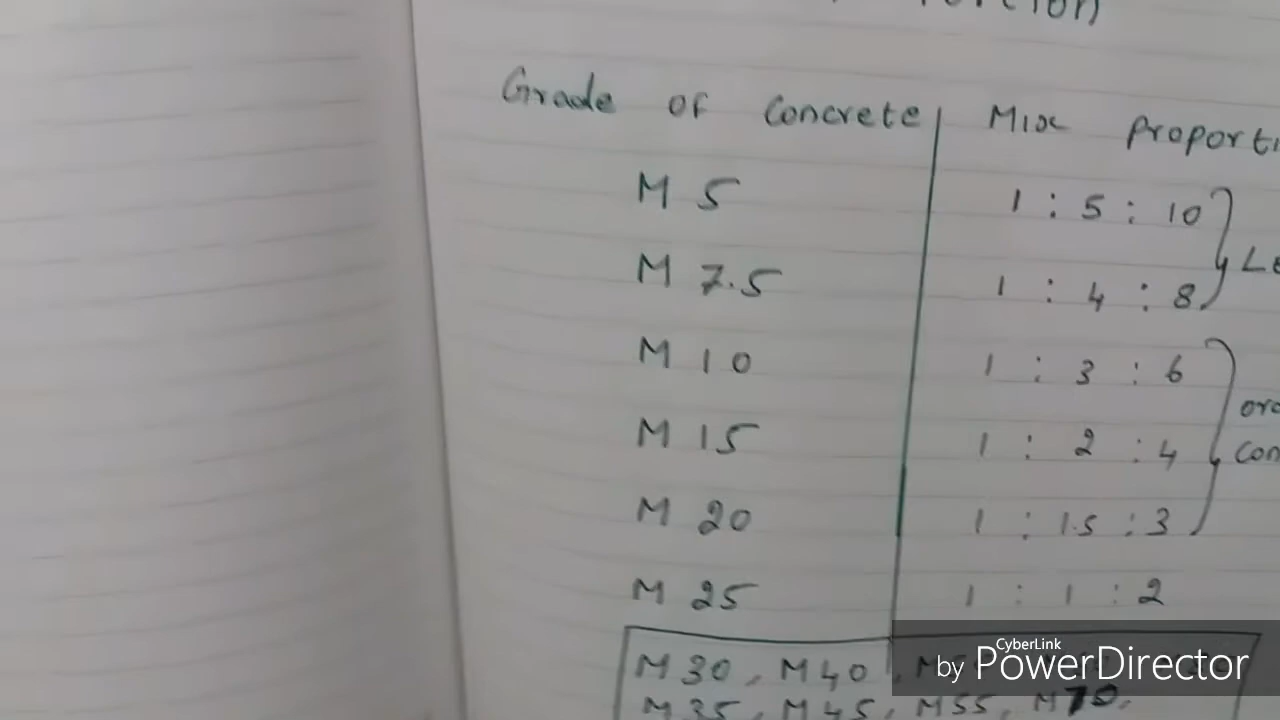 Grade of Concrete Mix Proporti
M 5 1 : 5 : 10
M 7.5 1 : 4 : 8
M 10 1 : 3 : 6
M 15 1 : 2 : 4
M 20 1 : 1.5 : 3
M 25 1 : 1 : 2
M 30, M 40,
M 35, M 45, M 55, M 70,
CyberLink
by PowerDirector